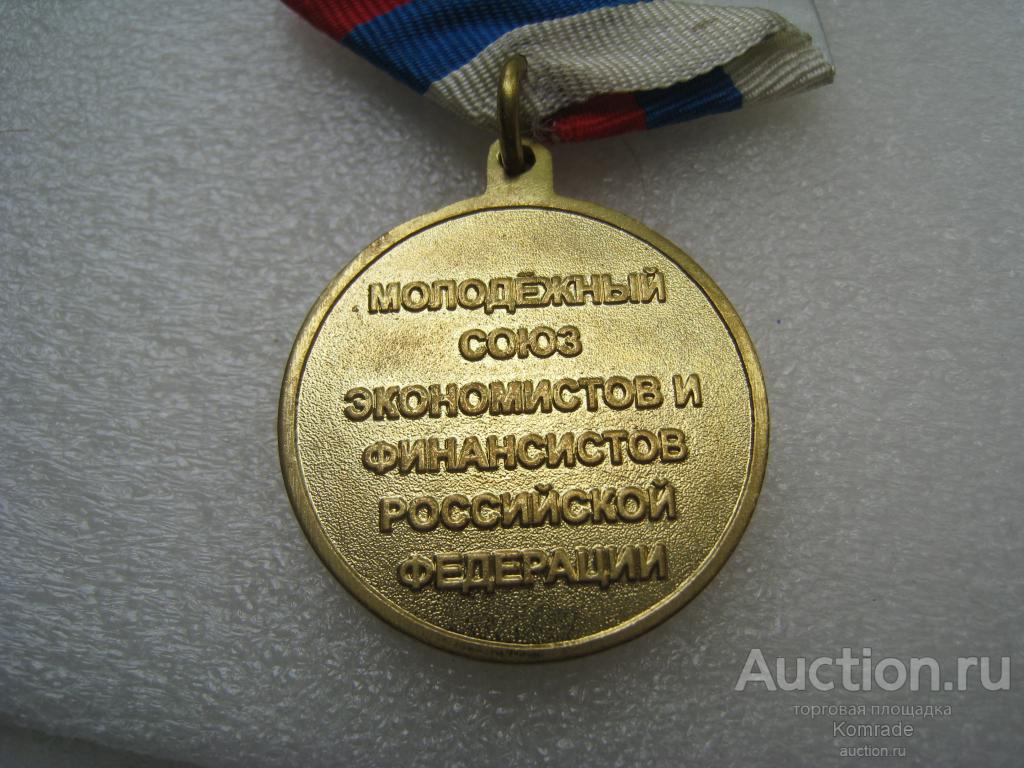 МОЛОДЁЖНЫЙ
СОЮЗ
ЭКОНОМИСТОВ И
ФИНАНСИСТОВ
РОССИЙСКОЙ
ФЕДЕРАЦИИ
Auction.ru
торговая площадка
Komrade
auction.ru